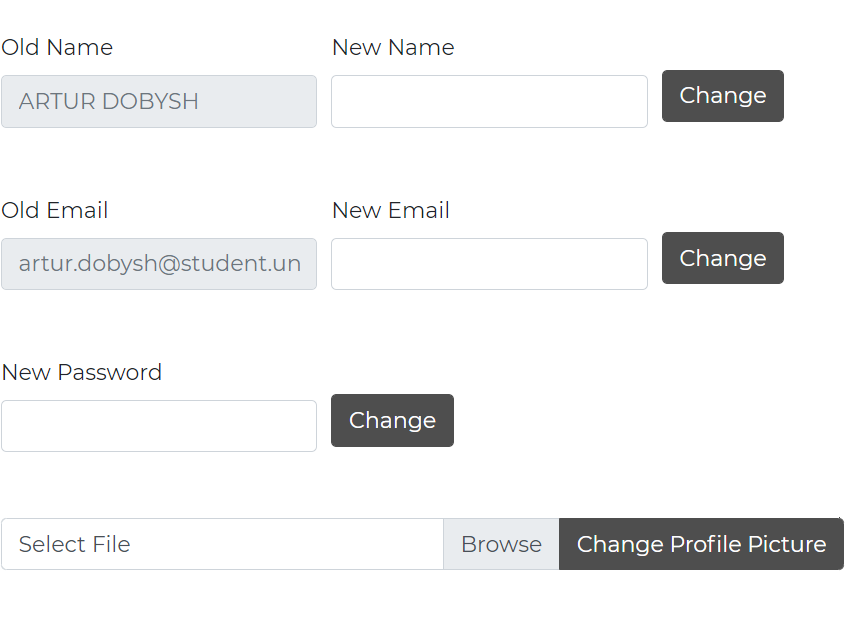 Old Name New Name
ARTUR DOBYSH Change
Old Email New Email
artur.dobysh@student.un Change
New Password
Change
Select File Browse Change Profile Picture